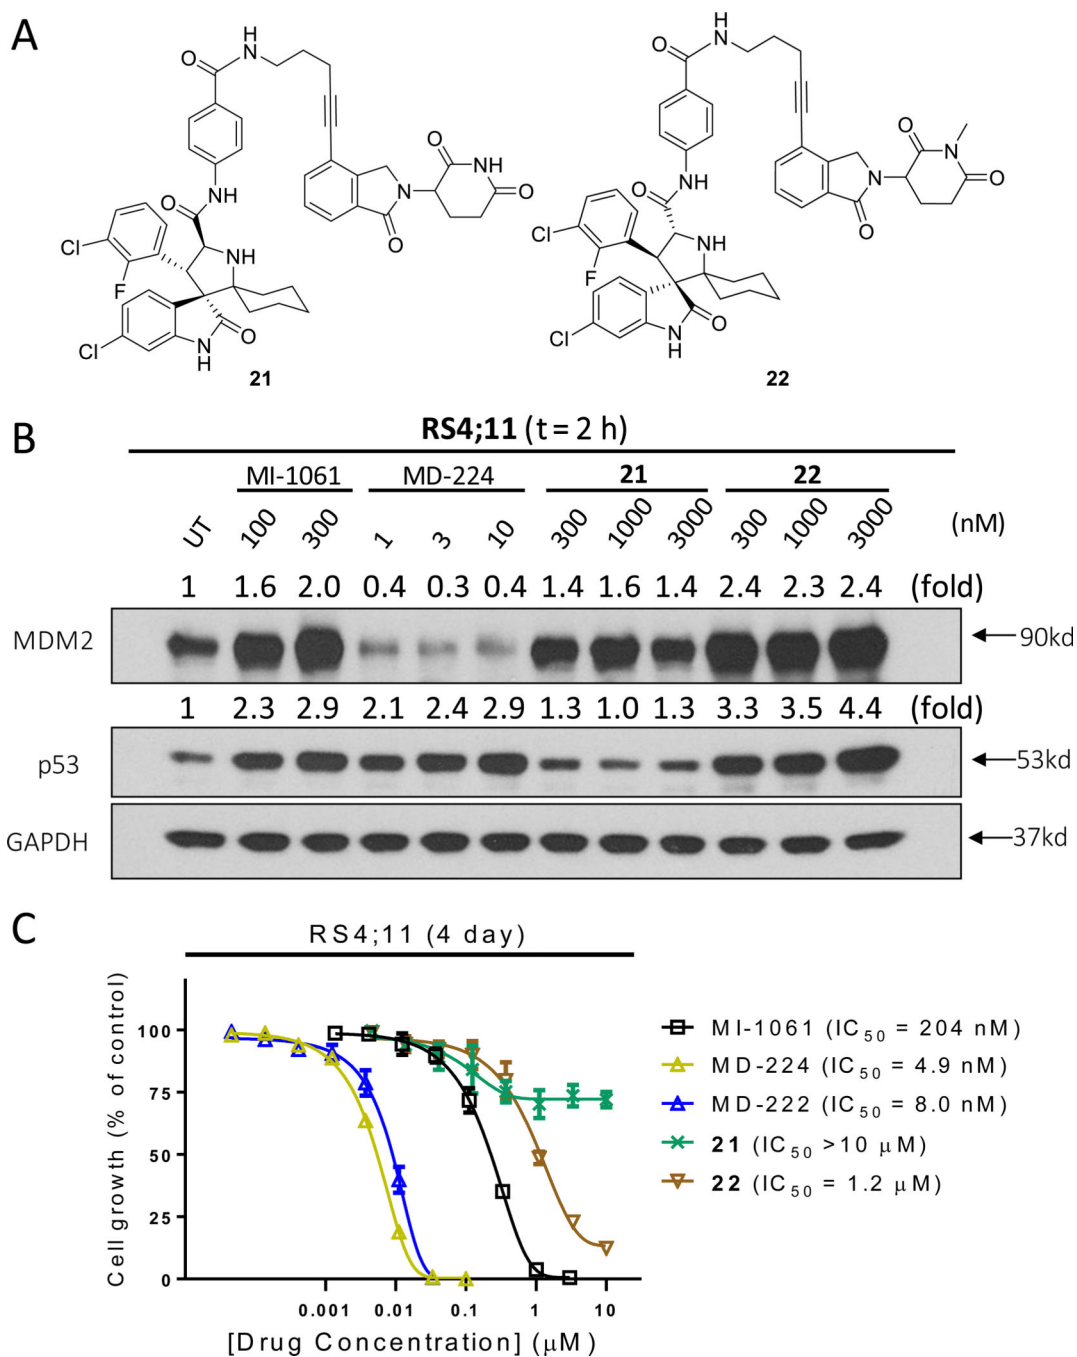 A
H
N
O
NH
O
Cl
F
NH
Cl
N
H
O
N
O
O
NH
O
21
H
N
O
NH
O
Cl
F
NH
Cl
N
H
O
N
O
O
N
O
22
B
RS4;11 (t = 2 h)
MI-1061 MD-224 21 22
UT 100 300 1 3 10 300 1000 3000 300 1000 3000 (nM)
1 1.6 2.0 0.4 0.3 0.4 1.4 1.6 1.4 2.4 2.3 2.4 (fold)
MDM2 90kd
1 2.3 2.9 2.1 2.4 2.9 1.3 1.0 1.3 3.3 3.5 4.4 (fold)
p53 53kd
GAPDH 37kd
C
RS4;11 (4 day)
Cell growth (% of control)
100
75
50
25
0
0.001 0.01 0.1 1 10
[Drug Concentration] (μM)
MI-1061 (IC50 = 204 nM)
MD-224 (IC50 = 4.9 nM)
MD-222 (IC50 = 8.0 nM)
21 (IC50 >10 μM)
22 (IC50 = 1.2 μM)